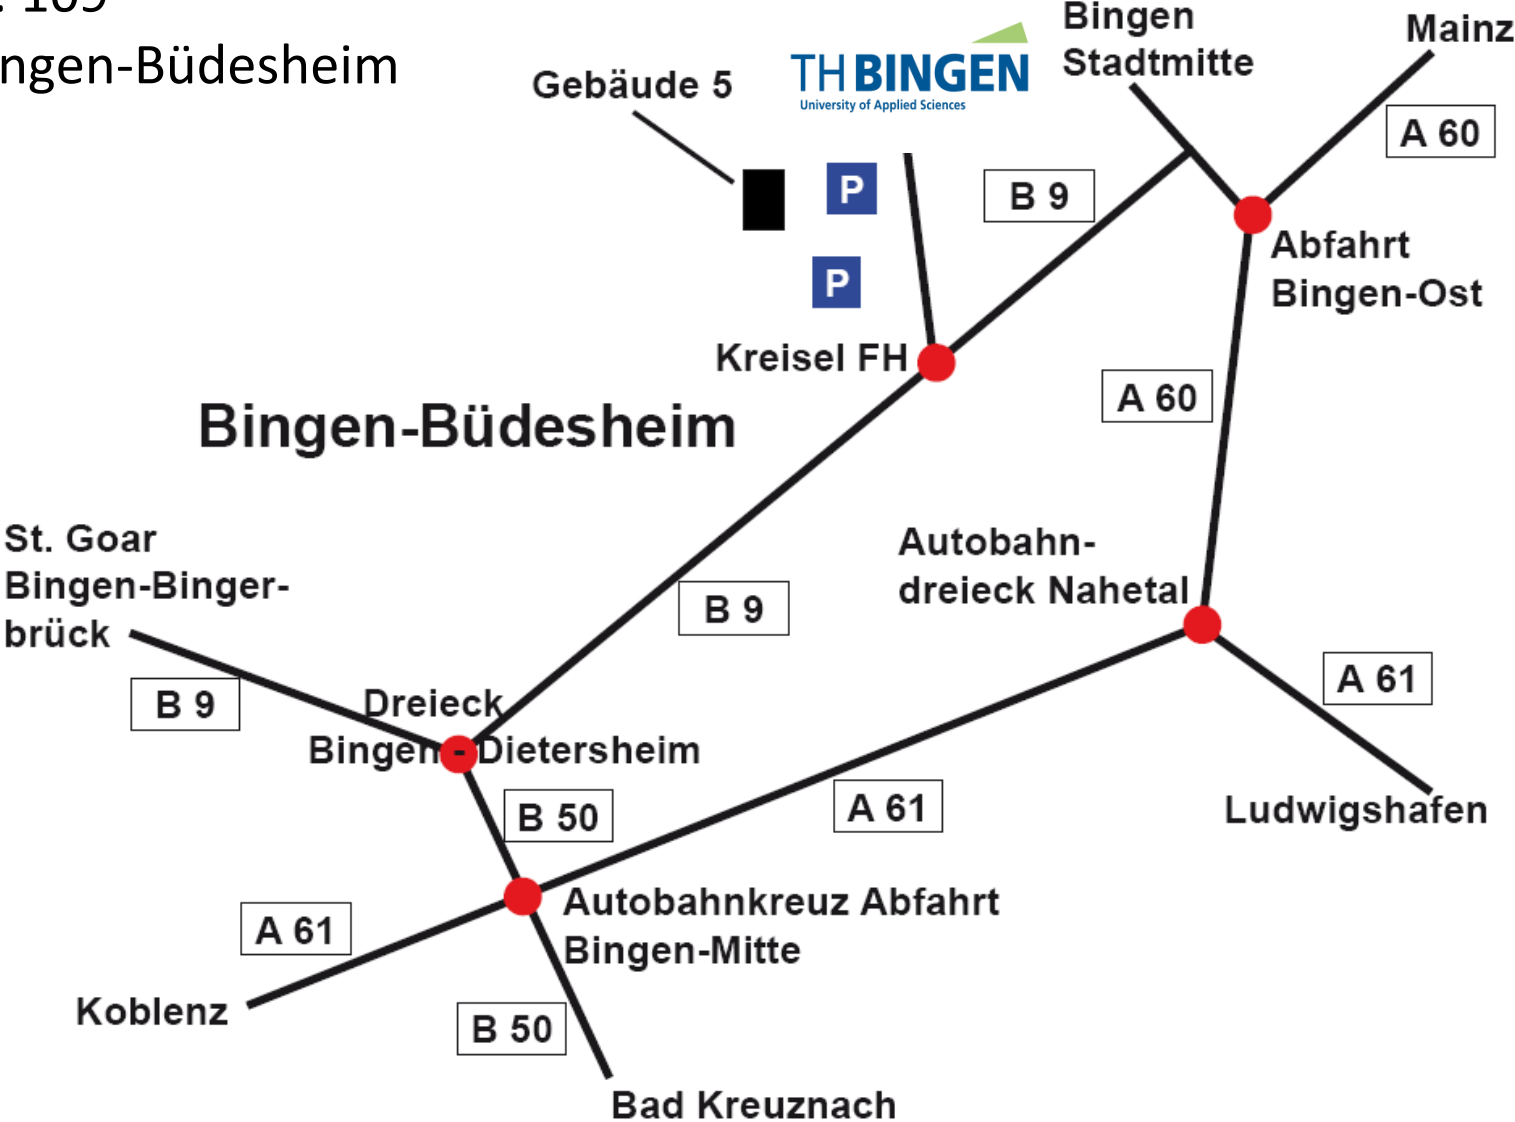 . 109
ngen-Büdesheim
Bingen
Stadtmitte
Mainz
Gebäude 5
TH BINGEN
University of Applied Sciences
A 60
P
B 9
Abfahrt
Bingen-Ost
P
Kreisel FH
A 60
Bingen-Büdesheim
St. Goar
Bingen-Binger-
brück
Autobahn-
dreieck Nahetal
B 9
A 61
B 9
Dreieck
Bingen - Dietersheim
B 50
A 61
Ludwigshafen
A 61
Autobahnkreuz Abfahrt
Bingen-Mitte
Koblenz
B 50
Bad Kreuznach